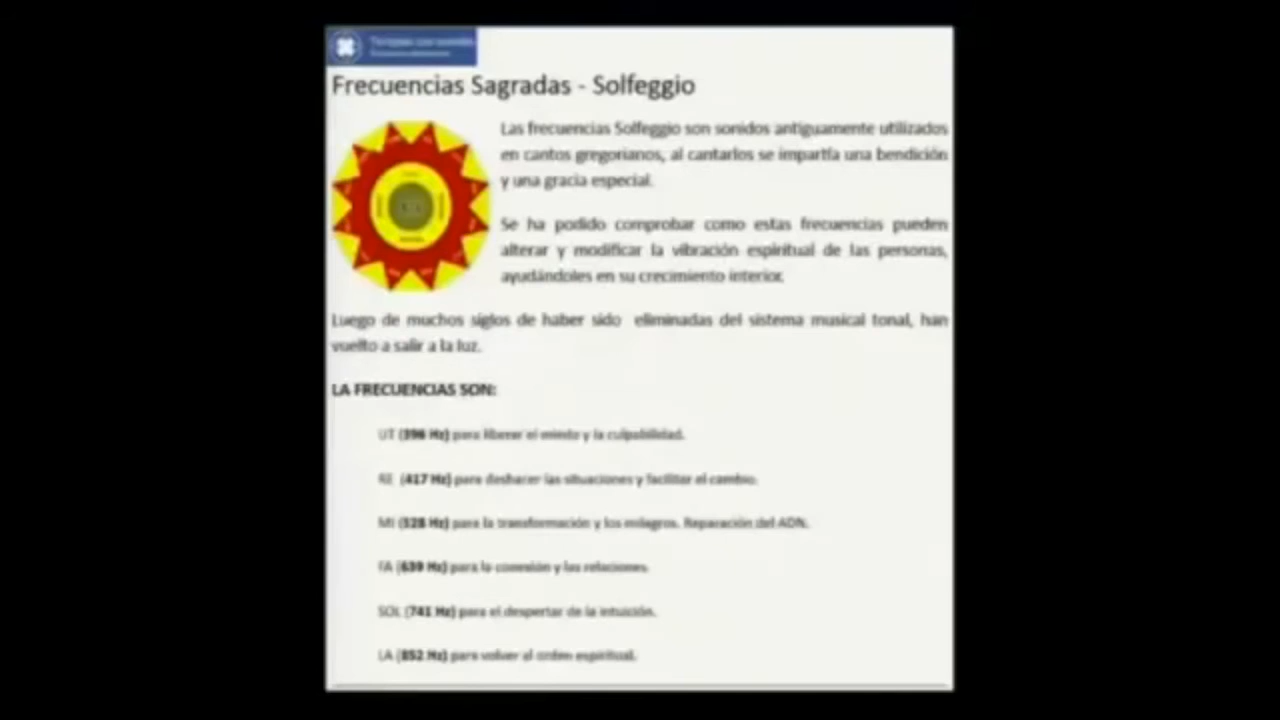 Frecuencias Sagradas - Solfeggio
Las frecuencias Solfeggio son sonidos antiguamente utilizados
en cantos gregorianos, al cantarlos se impartía una bendición
y una gracia especial.
Se ha podido comprobar como estas frecuencias pueden
alterar y modificar la vibración espiritual de las personas,
ayudándoles en su crecimiento interior.
Luego de muchos siglos de haber sido eliminadas del sistema musical tonal, han
vuelto a salir a la luz.
LA FRECUENCIAS SON:
UT (396 Hz) para liberar el miedo y la culpabilidad.
RE (417 Hz) para deshacer las situaciones y facilitar el cambio.
MI (528 Hz) para la transformación y los milagros. Reparación del ADN.
FA (639 Hz) para la conexión y las relaciones.
SOL (741 Hz) para el despertar de la intuición.
LA (852 Hz) para volver al orden espiritual.